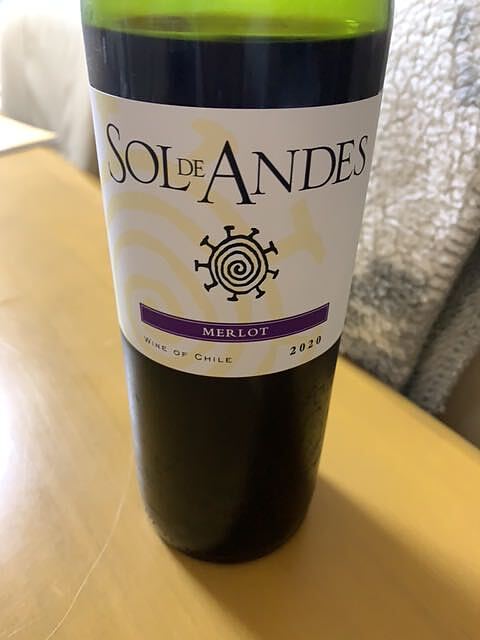 SOL DE ANDES
MERLOT
WINE OF CHILE 2020